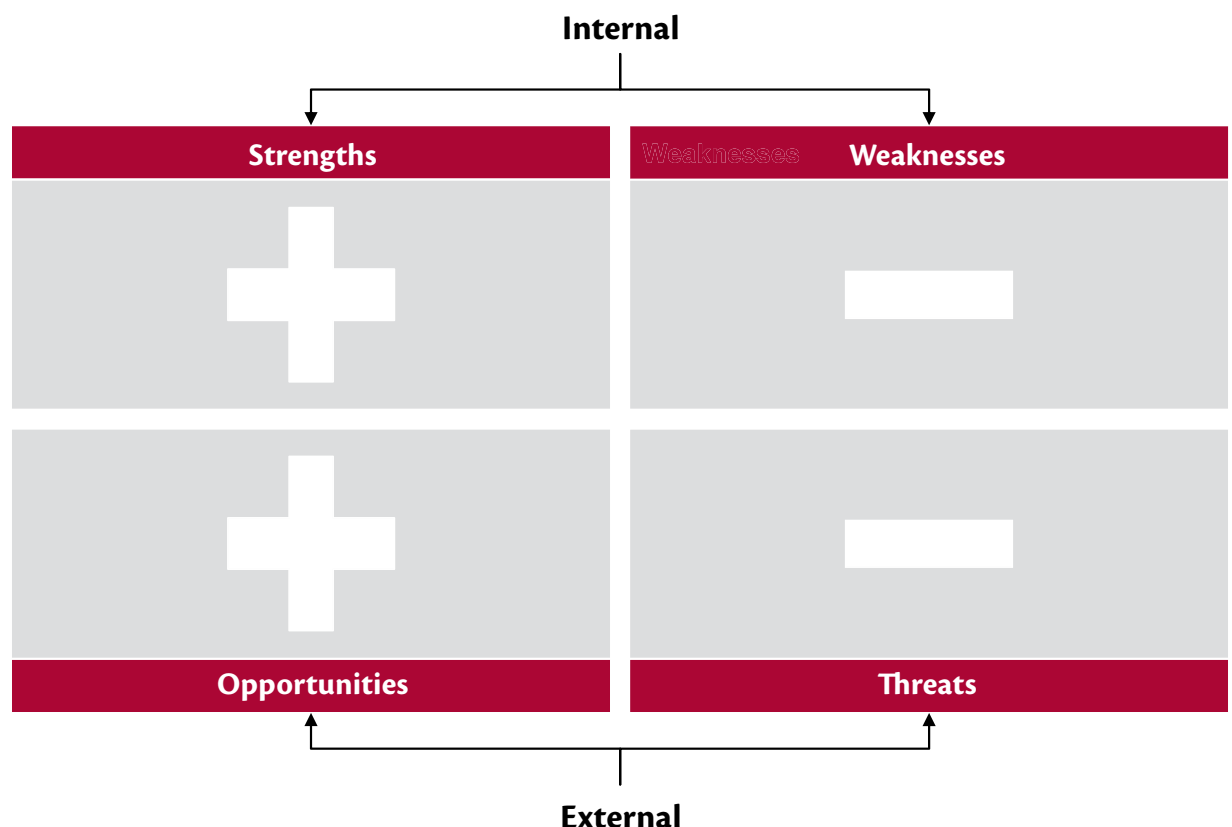 Internal
Strengths
Weaknesses Weaknesses
Opportunities
Threats
External